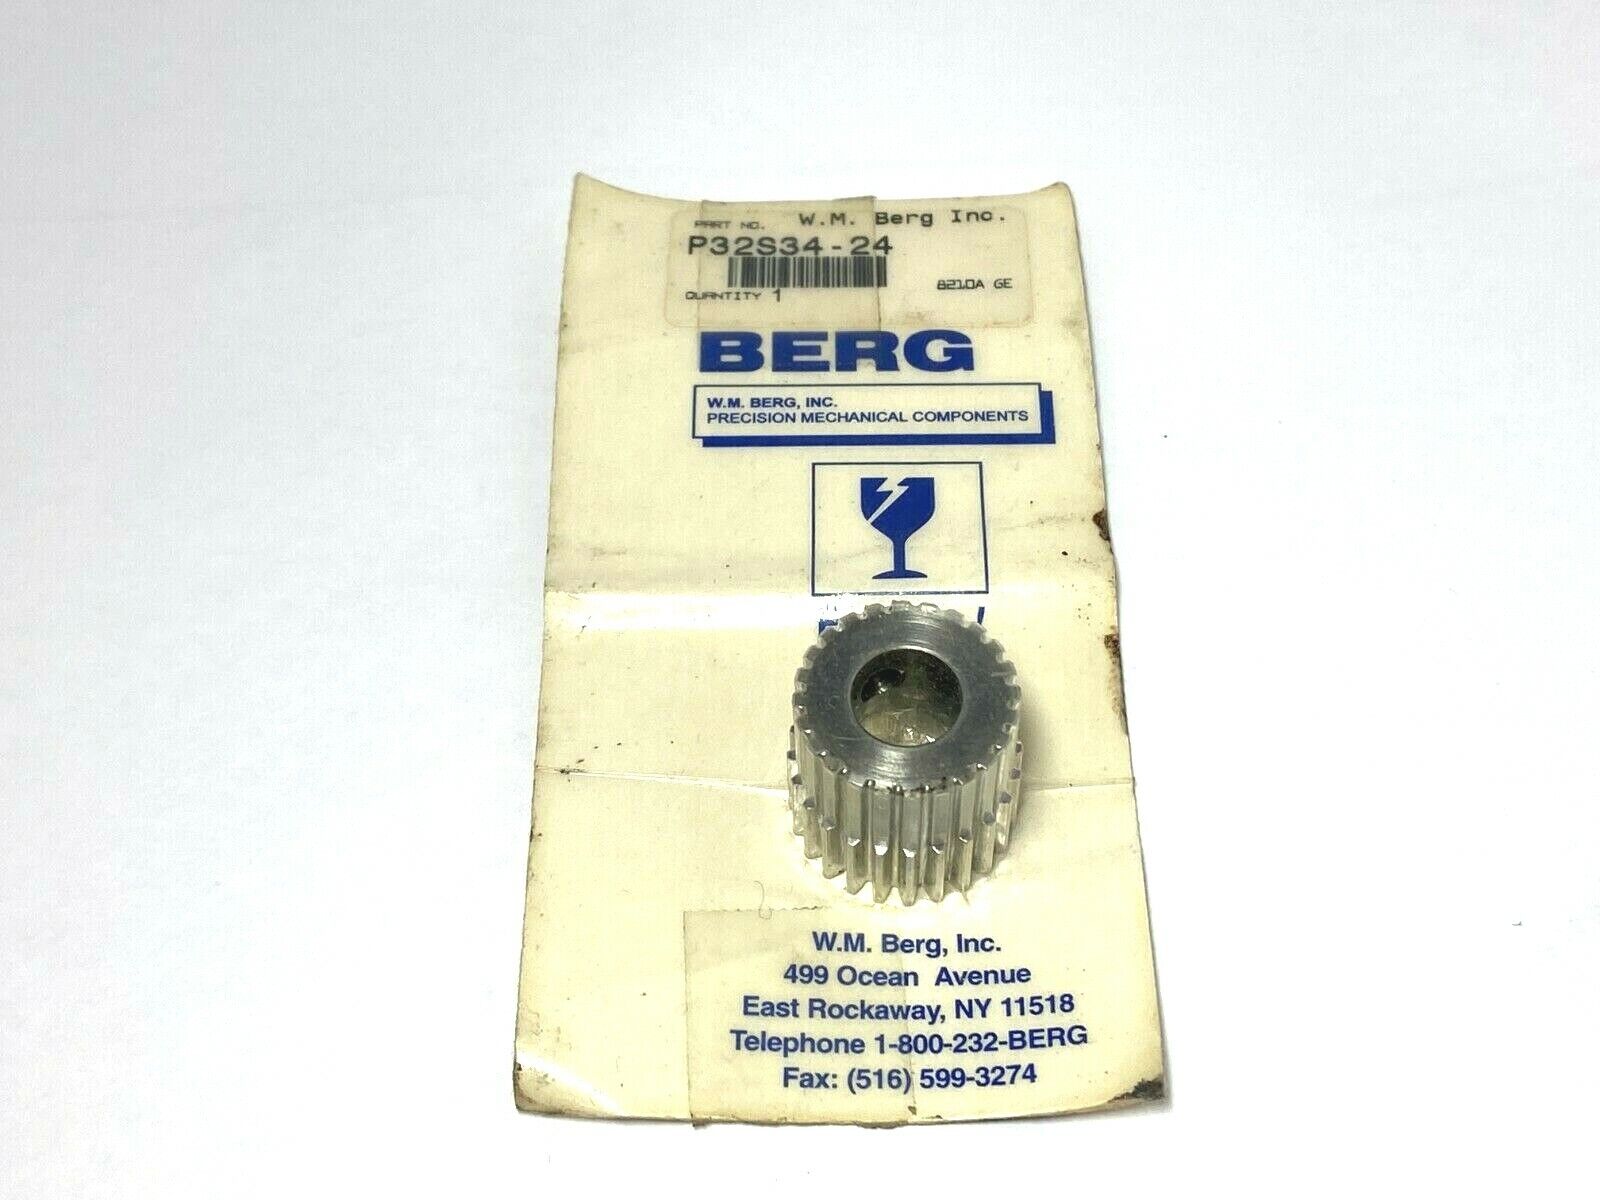 PART NO. W.M. Berg Inc.
P32S34-24
QUANTITY 1 8210A GE
BERG
W.M. BERG, INC.
PRECISION MECHANICAL COMPONENTS
W.M. Berg, Inc.
499 Ocean Avenue
East Rockaway, NY 11518
Telephone 1-800-232-BERG
Fax: (516) 599-3274